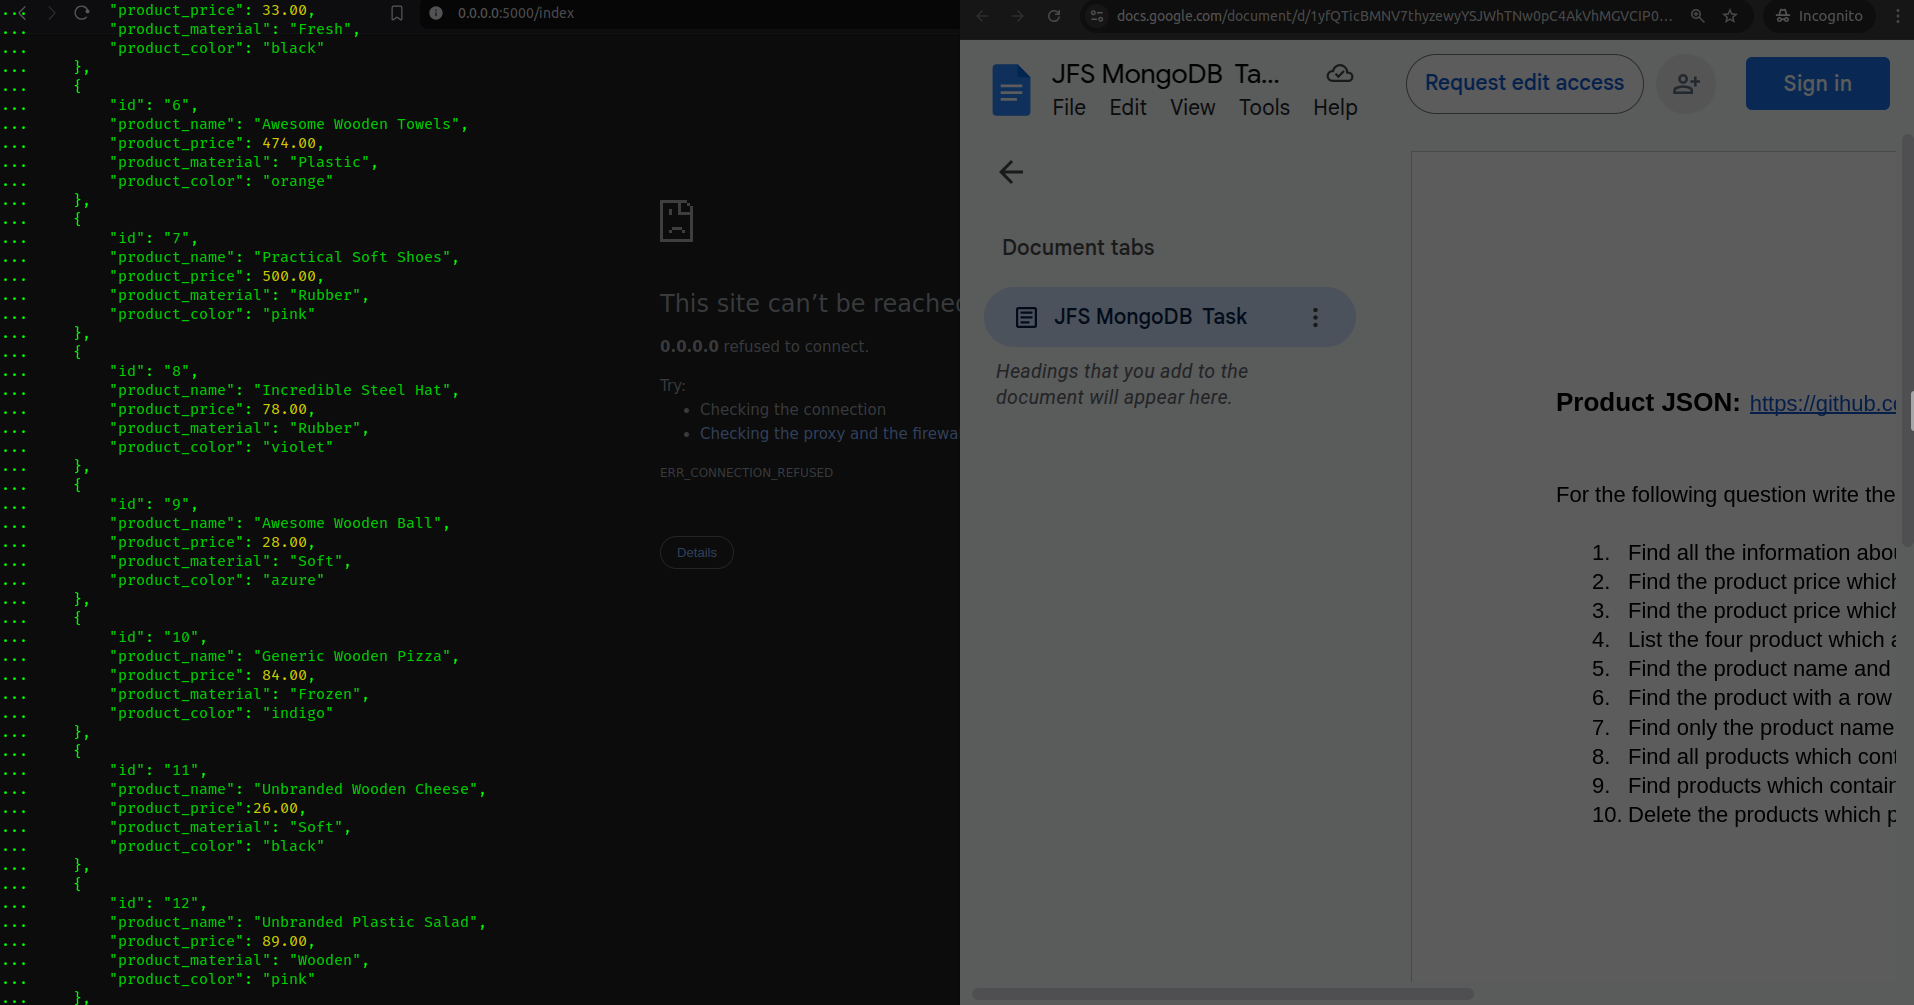 ...        "product_price": 33.00,
...        "product_material": "Fresh",
...        "product_color": "black"
...    },
...    {
...        "id": "6",
...        "product_name": "Awesome Wooden Towels",
...        "product_price": 474.00,
...        "product_material": "Plastic",
...        "product_color": "orange"
...    },
...    {
...        "id": "7",
...        "product_name": "Practical Soft Shoes",
...        "product_price": 500.00,
...        "product_material": "Rubber",
...        "product_color": "pink"
...    },
...    {
...        "id": "8",
...        "product_name": "Incredible Steel Hat",
...        "product_price": 78.00,
...        "product_material": "Rubber",
...        "product_color": "violet"
...    },
...    {
...        "id": "9",
...        "product_name": "Awesome Wooden Ball",
...        "product_price": 28.00,
...        "product_material": "Soft",
...        "product_color": "azure"
...    },
...    {
...        "id": "10",
...        "product_name": "Generic Wooden Pizza",
...        "product_price": 84.00,
...        "product_material": "Frozen",
...        "product_color": "indigo"
...    },
...    {
...        "id": "11",
...        "product_name": "Unbranded Wooden Cheese",
...        "product_price":26.00,
...        "product_material": "Soft",
...        "product_color": "black"
...    },
...    {
...        "id": "12",
...        "product_name": "Unbranded Plastic Salad",
...        "product_price": 89.00,
...        "product_material": "Wooden",
...        "product_color": "pink"
...    },
0.0.0.0:5000/index
This site can't be reached
0.0.0.0 refused to connect.
Try:
• Checking the connection
• Checking the proxy and the firewa
ERR_CONNECTION_REFUSED
Details
docs.google.com/document/d/1yfQTicBMNV7thyzewyYSJWhTNw0pC4AkVhMGVCIP0...
Incognito
JFS MongoDB Ta...
File Edit View Tools Help
Request edit access
Sign in
Document tabs
JFS MongoDB Task
Headings that you add to the
document will appear here.
Product JSON: https://github.co
For the following question write the
1. Find all the information abou
2. Find the product price which
3. Find the product price which
4. List the four product which a
5. Find the product name and
6. Find the product with a row
7. Find only the product name
8. Find all products which cont
9. Find products which contain
10. Delete the products which p